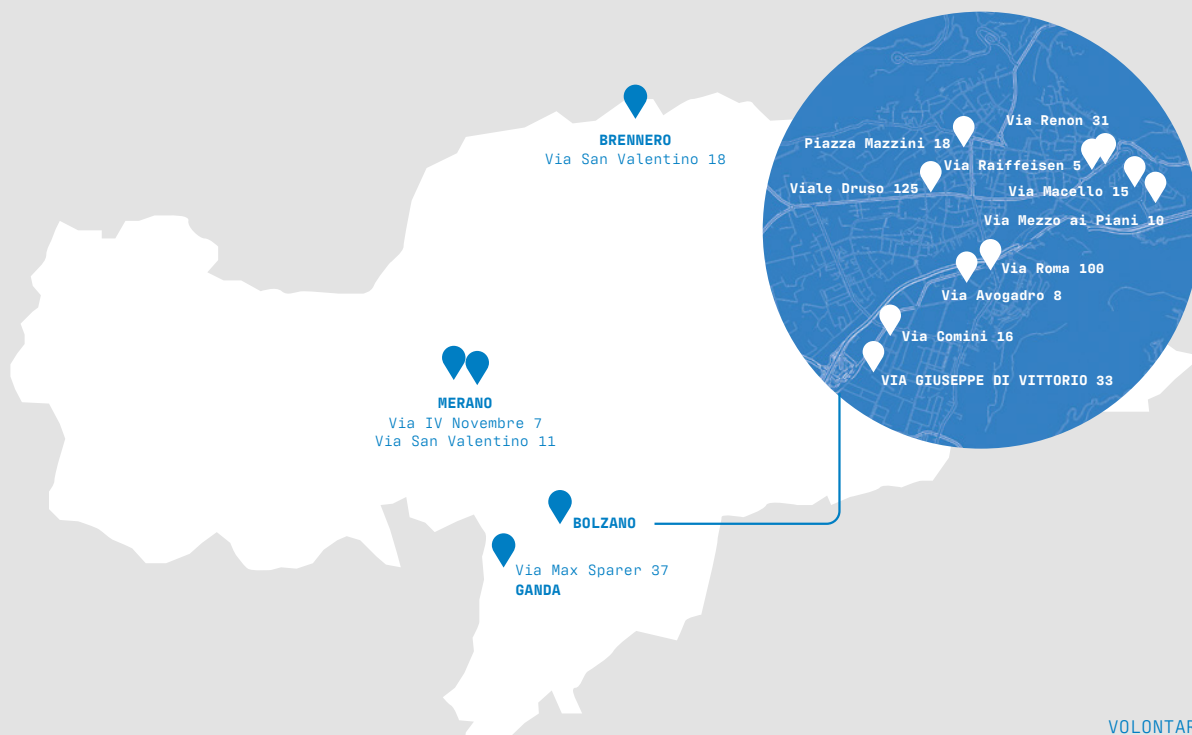 BRENNERO
Via San Valentino 18
Via Renon 31
Piazza Mazzini 18
Via Raiffeisen 5
Viale Druso 125
Via Macello 15
Via Mezzo ai Piani 10
Via Roma 100
Via Avogadro 8
Via Comini 16
VIA GIUSEPPE DI VITTORIO 33
MERANO
Via IV Novembre 7
Via San Valentino 11
BOLZANO
Via Max Sparer 37
GANDA
VOLONTAR